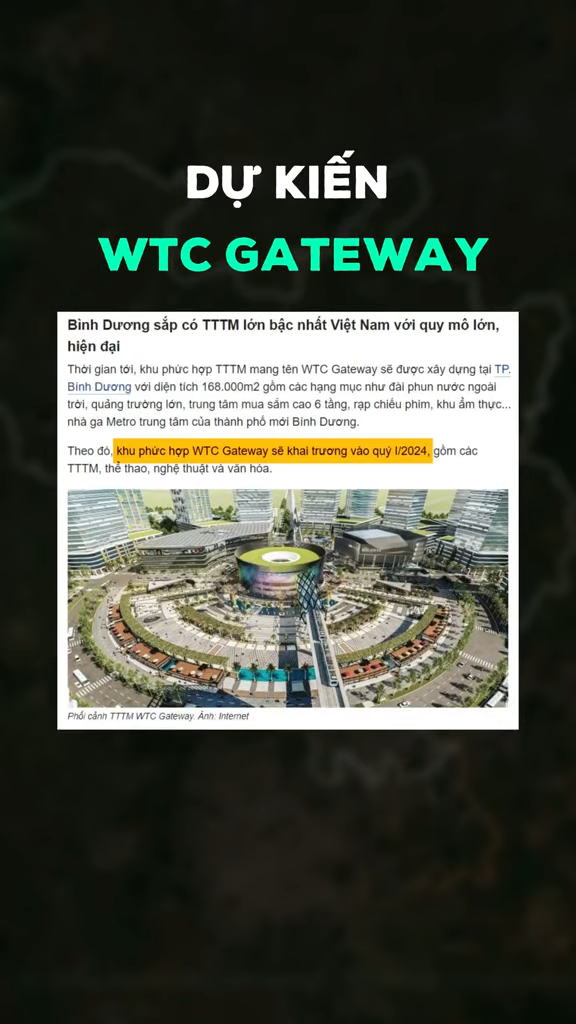 DỰ KIẾN
WTC GATEWAY
Bình Dương sắp có TTTM lớn bậc nhất Việt Nam với quy mô lớn,
hiện đại
Thời gian tới, khu phức hợp TTTM mang tên WTC Gateway sẽ được xây dựng tại TP.
Bình Dương với diện tích 168.000m2 gồm các hạng mục như đài phun nước ngoài
trời, quảng trường lớn, trung tâm mua sắm cao 6 tầng, rạp chiếu phim, khu ẩm thực...
nhà ga Metro trung tâm của thành phố mới Bình Dương.
Theo đó, khu phức hợp WTC Gateway sẽ khai trương vào quý I/2024, gồm các
TTTM, thể thao, nghệ thuật và văn hóa.
Phối cảnh TTTM WTC Gateway. Ảnh: Internet